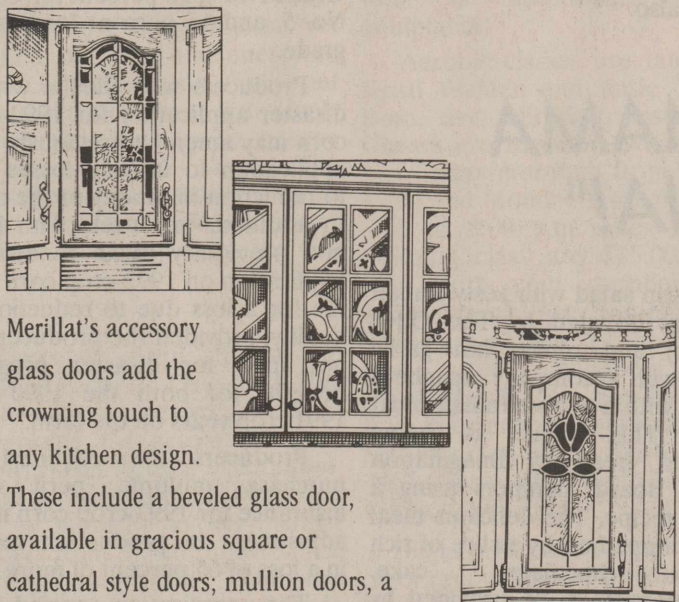 Merillat's accessory
glass doors add the
crowning touch to
any kitchen design.
These include a beveled glass door,
available in gracious square or
cathedral style doors; mullion doors, a